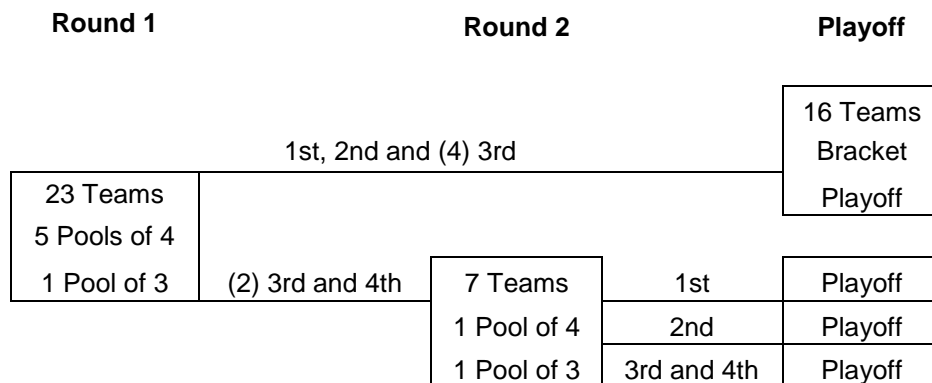 Round 1 Round 2 Playoff
16 Teams
1st, 2nd and (4) 3rd Bracket
23 Teams Playoff
5 Pools of 4
1 Pool of 3 (2) 3rd and 4th 7 Teams 1st Playoff
1 Pool of 4 2nd Playoff
1 Pool of 3 3rd and 4th Playoff